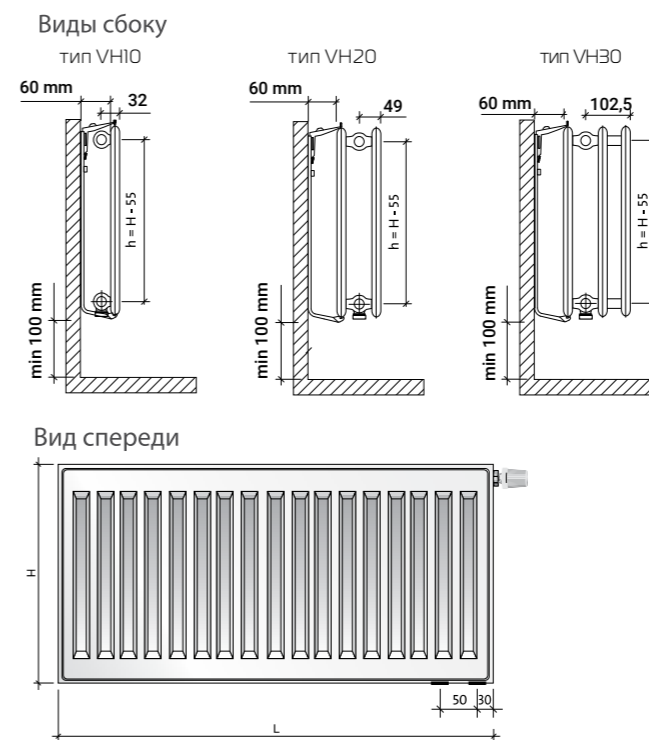 Виды сбоку
тип VH10
тип VH20
тип VH30
60 mm
32
60 mm
49
60 mm
102,5
h = H - 55
h = H - 55
h = H - 55
min 100 mm
min 100 mm
min 100 mm
Вид спереди
H
50
30
L